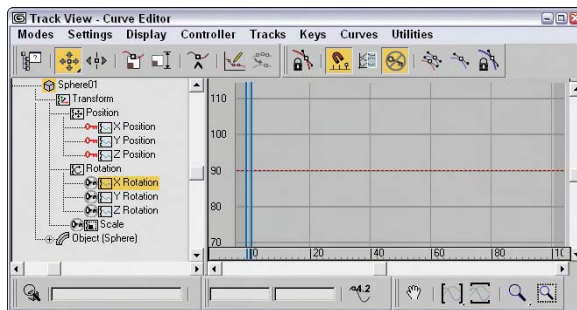 Track View - Curve Editor
Modes Settings Display Controller Tracks Keys Curves Utilities
Sphere01
Transform
Position
X Position
Y Position
Z Position
Rotation
X Rotation
Y Rotation
Z Rotation
Scale
Object (Sphere)
110
100
90
80
70
0 20 40 60 80
4.2